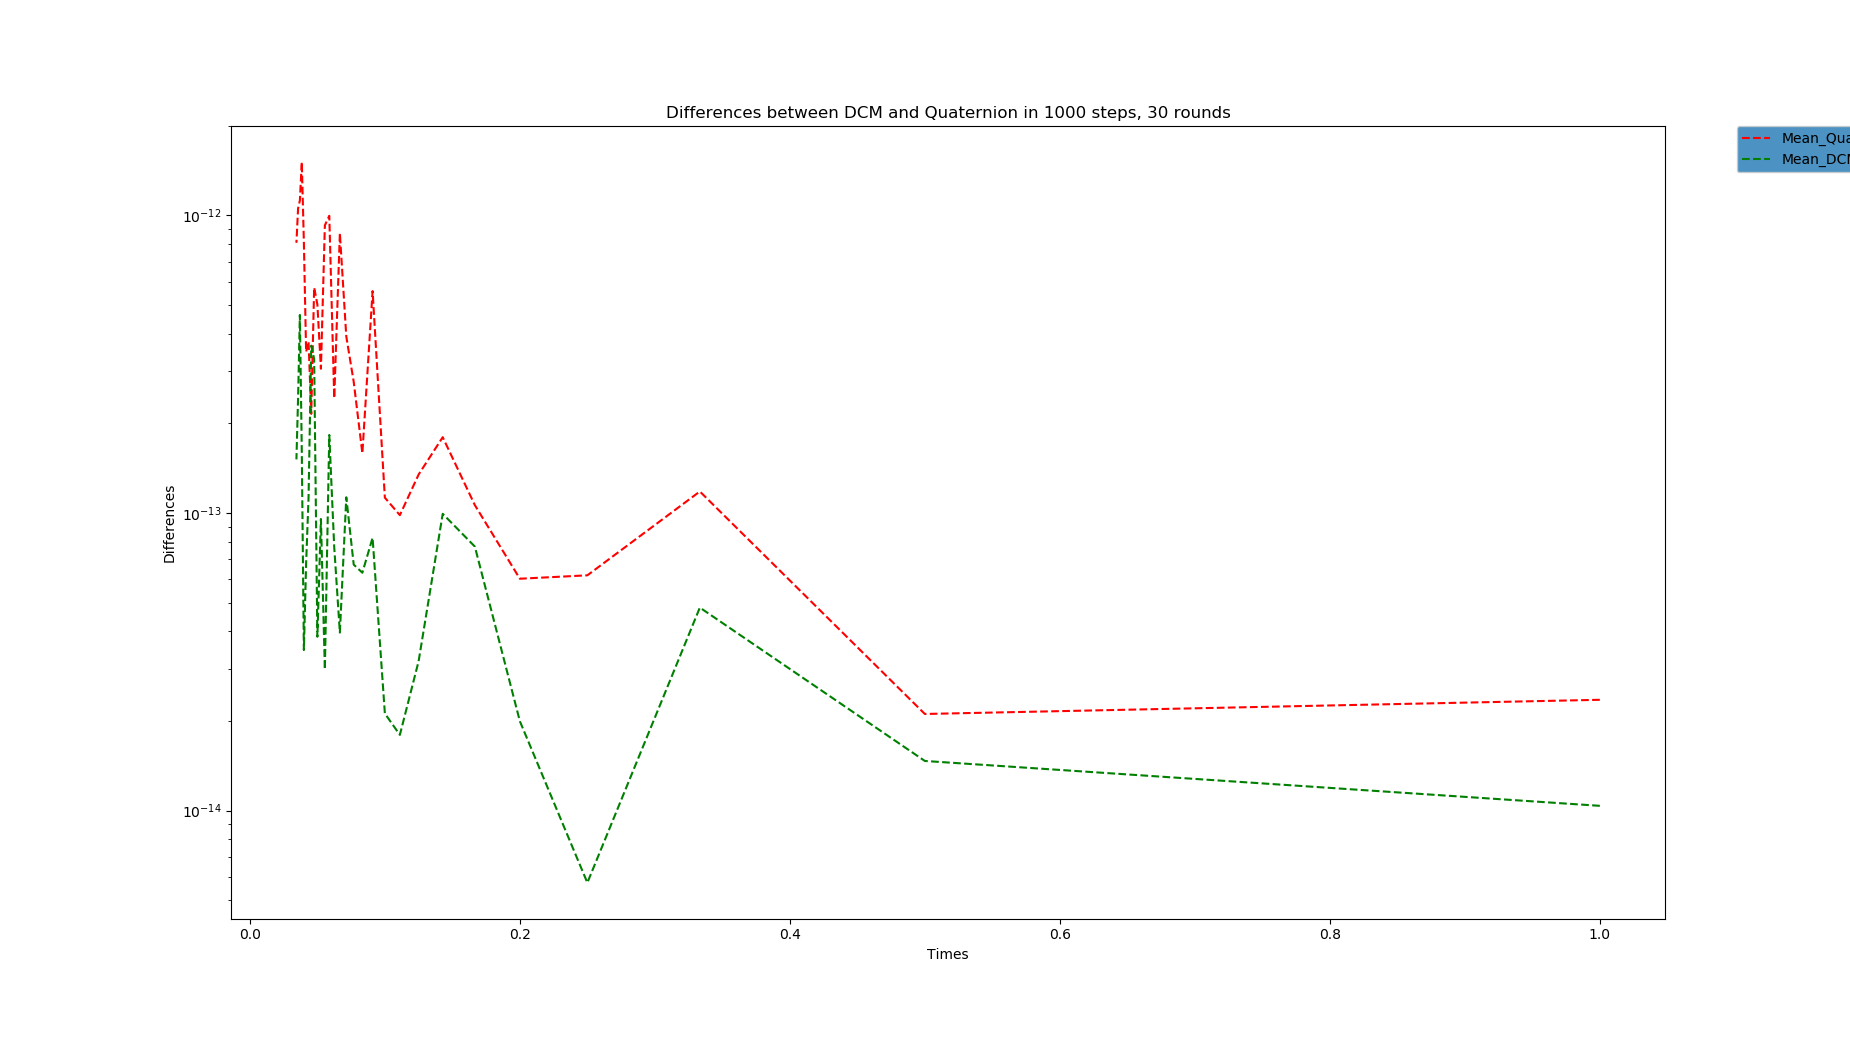 Differences between DCM and Quaternion in 1000 steps, 30 rounds
Mean_Qua
Mean_DCM
10⁻¹²
10⁻¹³
10⁻¹⁴
Differences
0.0 0.2 0.4 0.6 0.8 1.0
Times